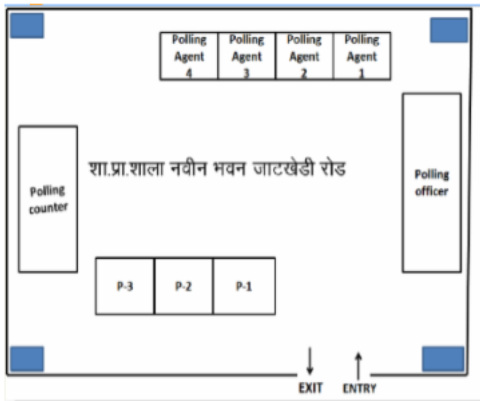 Polling Agent 4
Polling Agent 3
Polling Agent 2
Polling Agent 1
Polling counter
शा.प्रा.शाला नवीन भवन जाटखेडी रोड
Polling officer
P-3
P-2
P-1
EXIT
ENTRY